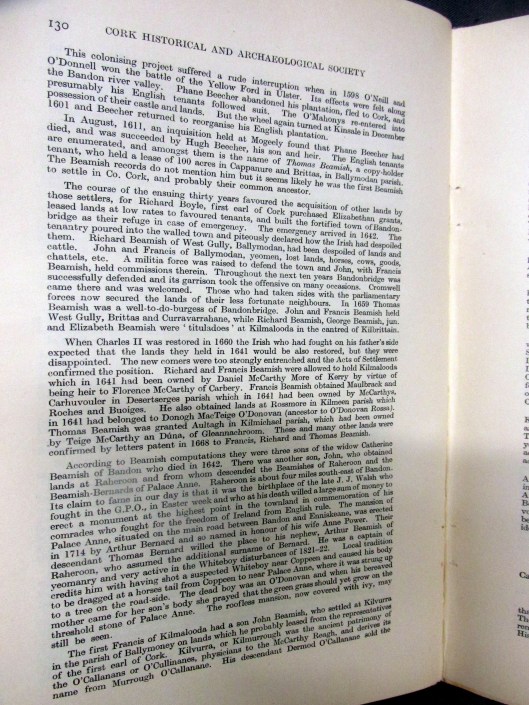 130
CORK HISTORICAL AND ARCHAEOLOGICAL SOCIETY
This colonising project suffered a rude interruption when in 1598 O'Neill and
O'Donnell won the battle of the Yellow Ford in Ulster. Its effects were felt along
the Bandon river valley. Phane Beecher abandoned his plantation, fled to Cork, and
presumably his English tenants followed suit. The O'Mahonys re-entered into
possession of their castle and lands. But the wheel again turned at Kinsale in December
1601 and Beecher returned to reorganise his English plantation.
In August, 1611, an inquisition held at Mogeely found that Phane Beecher had
died, and was succeeded by Hugh Beecher, his son and heir. The English tenants
are enumerated, and amongst them is the name of Thomas Beamish, a copy-holder
tenant, who held a lease of 100 acres in Cappanure and Brittas, in Ballymodan parish.
The Beamish records do not mention him but it seems likely he was the first Beamish
to settle in Co. Cork, and probably their common ancestor.
The course of the ensuing thirty years favoured the acquisition of other lands by
those settlers, for Richard Boyle, first earl of Cork purchased Elizabethan grants,
leased lands at low rates to favoured tenants, and built the fortified town of Bandon-
bridge as their refuge in case of emergency. The emergency arrived in 1642. The
tenantry poured into the walled town and piteously declared how the Irish had despoiled
them. Richard Beamish of West Gully, Ballymodan, had been despoiled of lands and
cattle. John and Francis of Ballymodan, yeomen, lost lands, horses, cows, goods,
chattels, etc. A militia force was raised to defend the town and John, with Francis
Beamish, held commissions therein. Throughout the next ten years Bandonbridge was
successfully defended and its garrison took the offensive on many occasions. Cromwell
came there and was welcomed. Those who had taken sides with the parliamentary
forces now secured the lands of their less fortunate neighbours. In 1659 Thomas
Beamish was a well-to-do-burgess of Bandonbridge. John and Francis Beamish held
West Gully, Brittas and Curravarrahane, while Richard Beamish, George Beamish, jun.
and Elizabeth Beamish were ' tituladoes ' at Kilmalooda in the cantred of Killrittain.
When Charles II was restored in 1660 the Irish who had fought on his father's side
expected that the lands they held in 1641 would be also restored, but they were
disappointed. The new comers were too strongly entrenched and the Acts of Settlement
confirmed the position. Richard and Francis Beamish were allowed to hold Kilmalooda
which in 1641 had been owned by Daniel McCarthy More of Kerry by virtue of
being heir to Florence McCarthy of Carbery. Francis Beamish obtained Maulbrack and
Carhuvouler in Desertserges parish which in 1641 had been owned by McCarthys,
Roches and Buoiges. He also obtained lands at Rossmore in Kilmeen parish which
in 1641 had belonged to Donogh MacTeige O'Donovan (ancestor to O'Donovan Rossa).
Thomas Beamish was granted Aultagh in Kilmichael parish, which had been owned
by Teige McCarthy an Dúna, of Gleannachroom. These and many other lands were
confirmed by letters patent in 1668 to Francis, Richard and Thomas Beamish.
According to Beamish computations they were three sons of the widow Catherine
Beamish of Bandon who died in 1642. There was another son, John, who obtained
lands at Raheroon and from whom descended the Beamishes of Raheroon and the
Beamish-Bernards of Palace Anne. Raheroon is about four miles south-east of Bandon.
Its claim to fame in our day is that it was the birthplace of the late J. J. Walsh who
fought in the G.P.O., in Easter week and who at his death willed a large sum of money to
erect a monument at the highest point in the townland in commemoration of his
comrades who fought for the freedom of Ireland from English rule. The mansion of
Palace Anne, situated on the main road between Bandon and Enniskeane, was erected
in 1714 by Arthur Bernard and so named in honour of his wife Anne Power. Their
descendant Thomas Bernard willed the place to his nephew, Arthur Beamish of
Raheroon, who assumed the additional surname of Bernard. He was a captain of
yeomanry and very active in the Whiteboy disturbances of 1821-22. Local tradition
credits him with having shot a suspected Whiteboy near Coppeen and caused his body
to be dragged at a horses tail from Coppeen to near Palace Anne, where it was strung up
to a tree on the road-side. The dead boy was an O'Donovan and when his bereaved
mother came for her son's body she prayed that the green grass should yet grow on the
threshold stone of Palace Anne. The roofless mansion, now covered with ivy, may
still be seen.
The first Francis of Kilmalooda had a son John Beamish, who settled at Kilvurra
in the parish of Ballymoney on lands which he probably leased from the representatives
of the first earl of Cork. Kilvurra, or Kilmurrough was the ancient patrimony of
the O'Callanans or O'Cullinanes, physicians to the McCarthy Reagh, and derives its
name from Murrough O'Callanane. His descendant Dermod O'Callanane sold the